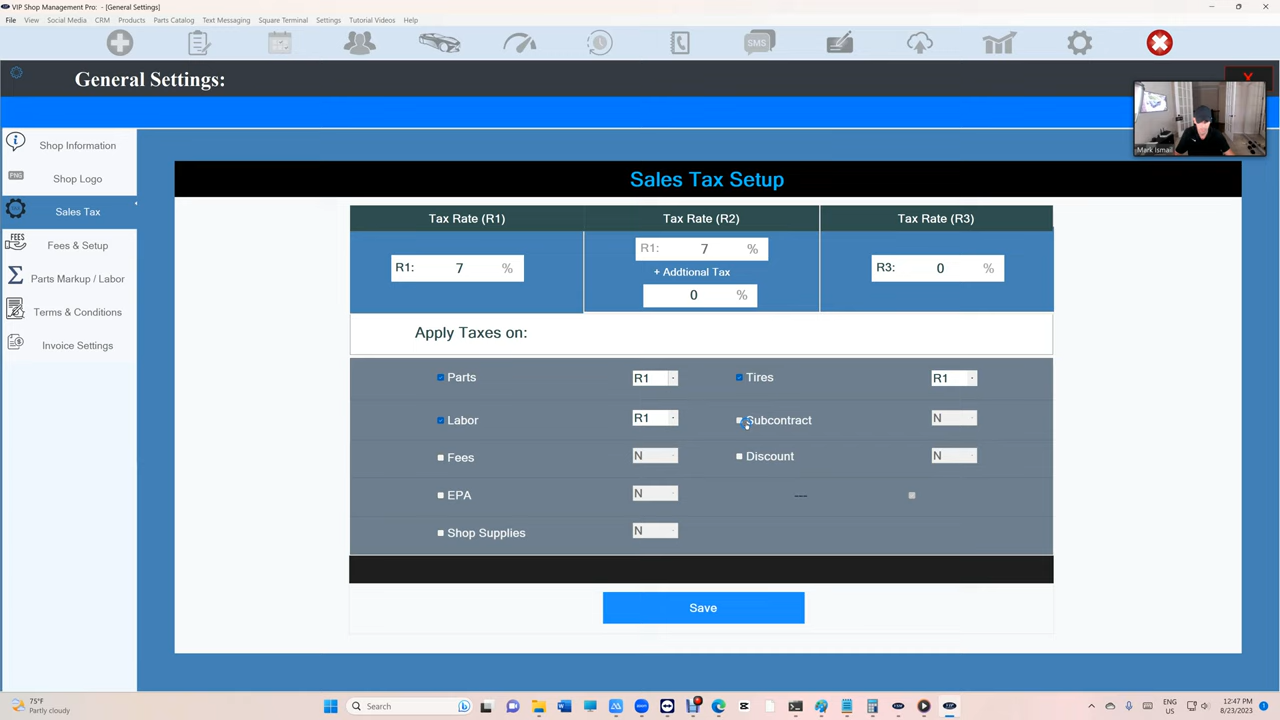 VIP Shop Management Pro: - [General Settings]
File View Social Media CRM Products Parts Catalog Text Messaging Square Terminal Settings Tutorial Videos Help
SMS
General Settings:
X
Mark Ismail
Shop Information
PNG Shop Logo
Sales Tax
FEES Fees & Setup
Parts Markup / Labor
Terms & Conditions
Invoice Settings
Sales Tax Setup
Tax Rate (R1) Tax Rate (R2) Tax Rate (R3)
R1: 7 %
R1: 7 %
+ Addtional Tax
0 %
R3: 0 %
Apply Taxes on:
Parts R1 Tires R1
Labor R1 Subcontract N
Fees N Discount N
EPA N ---
Shop Supplies N
Save
75°F
Partly cloudy
Search
ENG
US
12:47 PM
8/23/2023